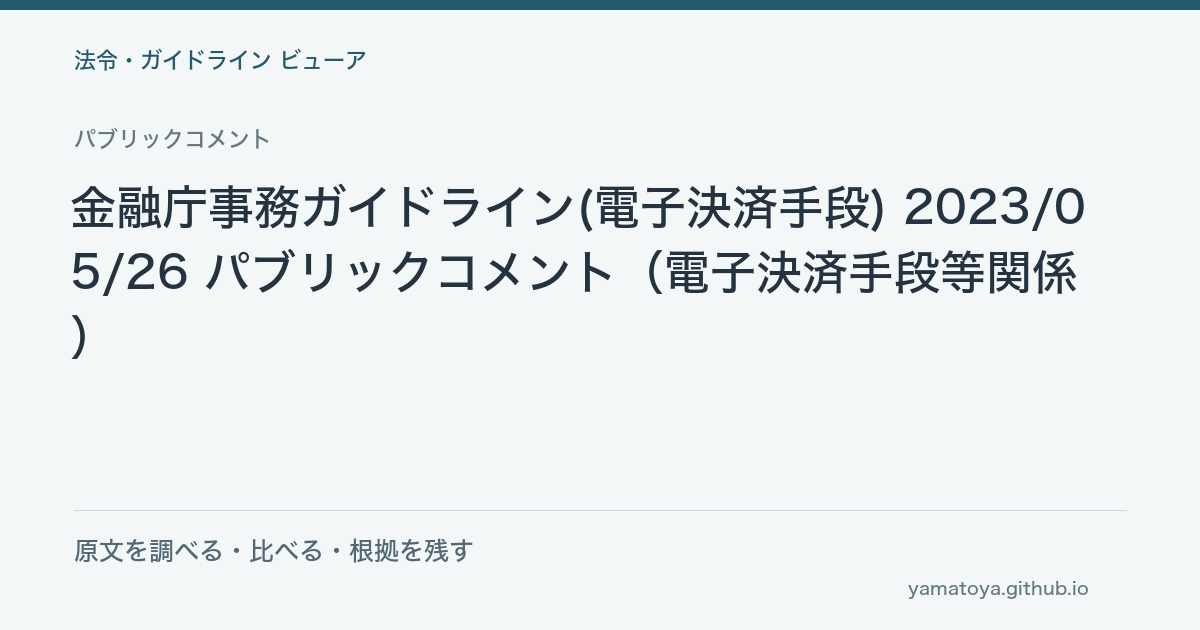 法令・ガイドライン ビューア
パブリックコメント
金融庁事務ガイドライン(電子決済手段) 2023/0
5/26 パブリックコメント（電子決済手段等関係
）
原文を調べる・比べる・根拠を残す
yamatoya.github.io